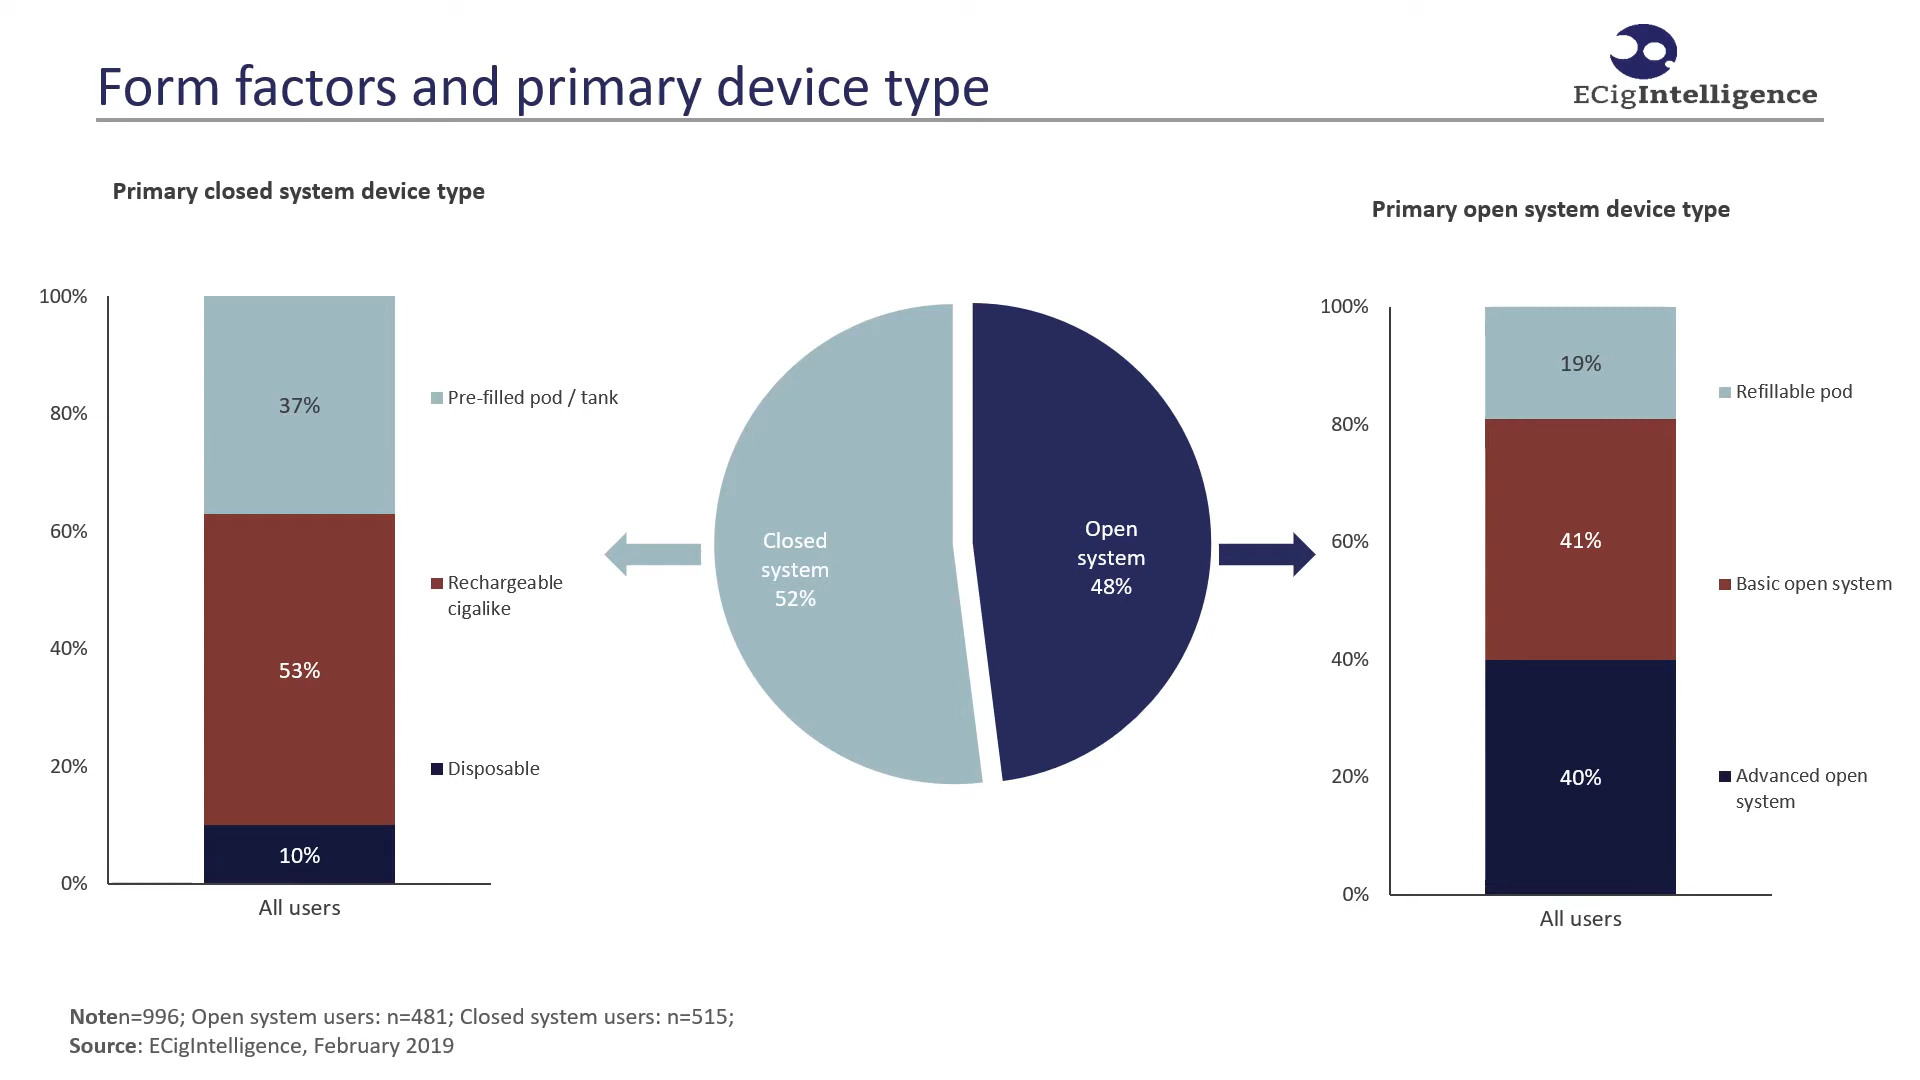 Form factors and primary device type
ECigIntelligence
Primary closed system device type
100%
80%
60%
40%
20%
0%
37%
53%
10%
All users
Pre-filled pod / tank
Rechargeable
cigalike
Disposable
Closed
system
52%
Open
system
48%
Primary open system device type
100%
80%
60%
40%
20%
0%
19%
41%
40%
All users
Refillable pod
Basic open system
Advanced open
system
Noten=996; Open system users: n=481; Closed system users: n=515;
Source: ECigIntelligence, February 2019